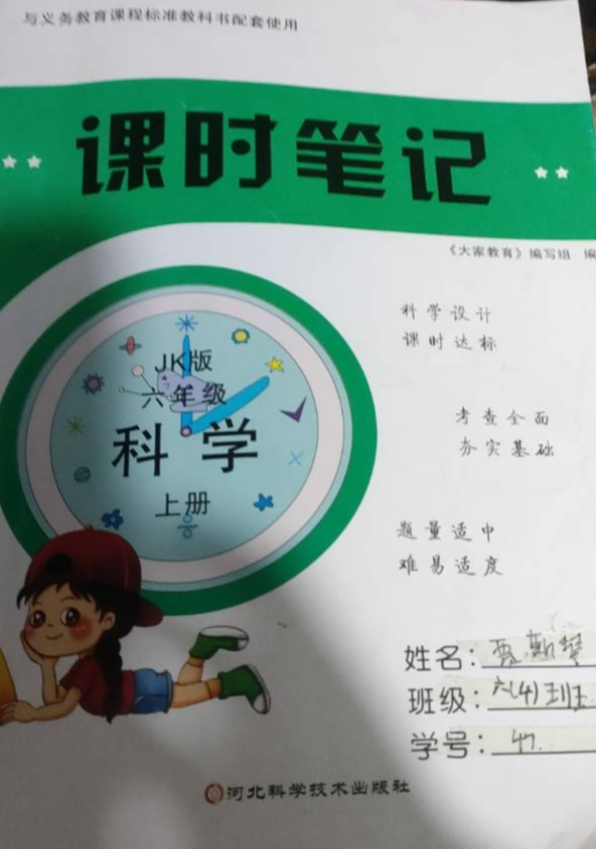 与义务教育课程标准教科书配套使用
课时笔记
《大家教育》编写组 编
科学设计
课时达标
JK版
六年级
科学
上册
考查全面
夯实基础
题量适中
难易适度
姓名：
班级：六(4)班
学号：47.
河北科学技术出版社